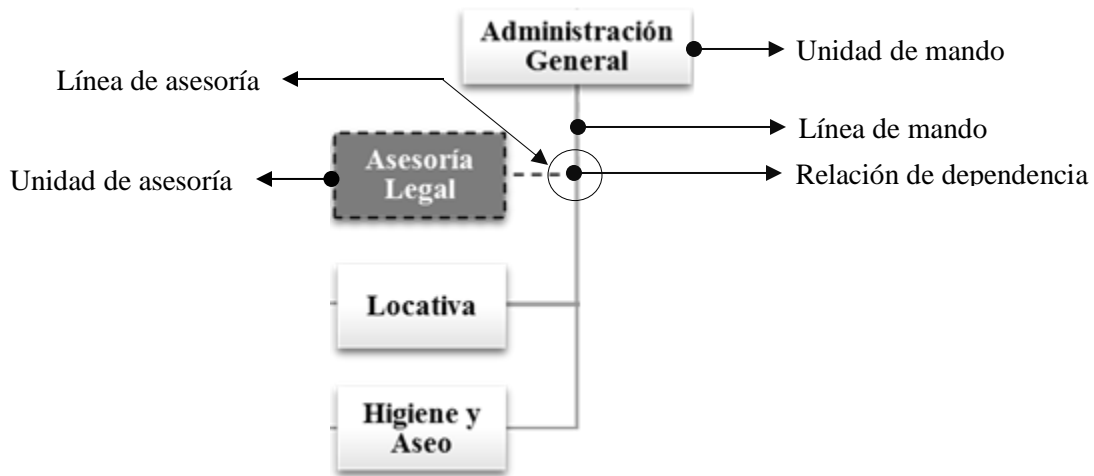 Administración
General
Unidad de mando
Línea de asesoría
Línea de mando
Asesoría
Legal
Unidad de asesoría
Relación de dependencia
Locativa
Higiene y
Aseo